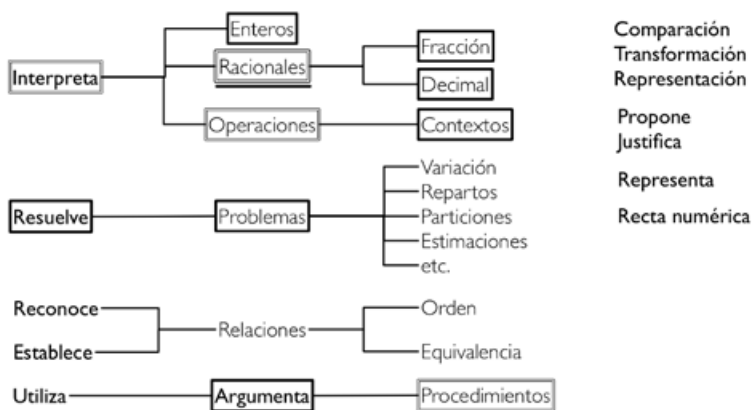 Enteros
Interpreta
Racionales
Fracción
Decimal
Operaciones
Contextos
Comparación
Transformación
Representación
Propone
Justifica
Representa
Recta numérica
Resuelve
Problemas
Variación
Repartos
Particiones
Estimaciones
etc.
Reconoce
Establece
Relaciones
Orden
Equivalencia
Utiliza
Argumenta
Procedimientos